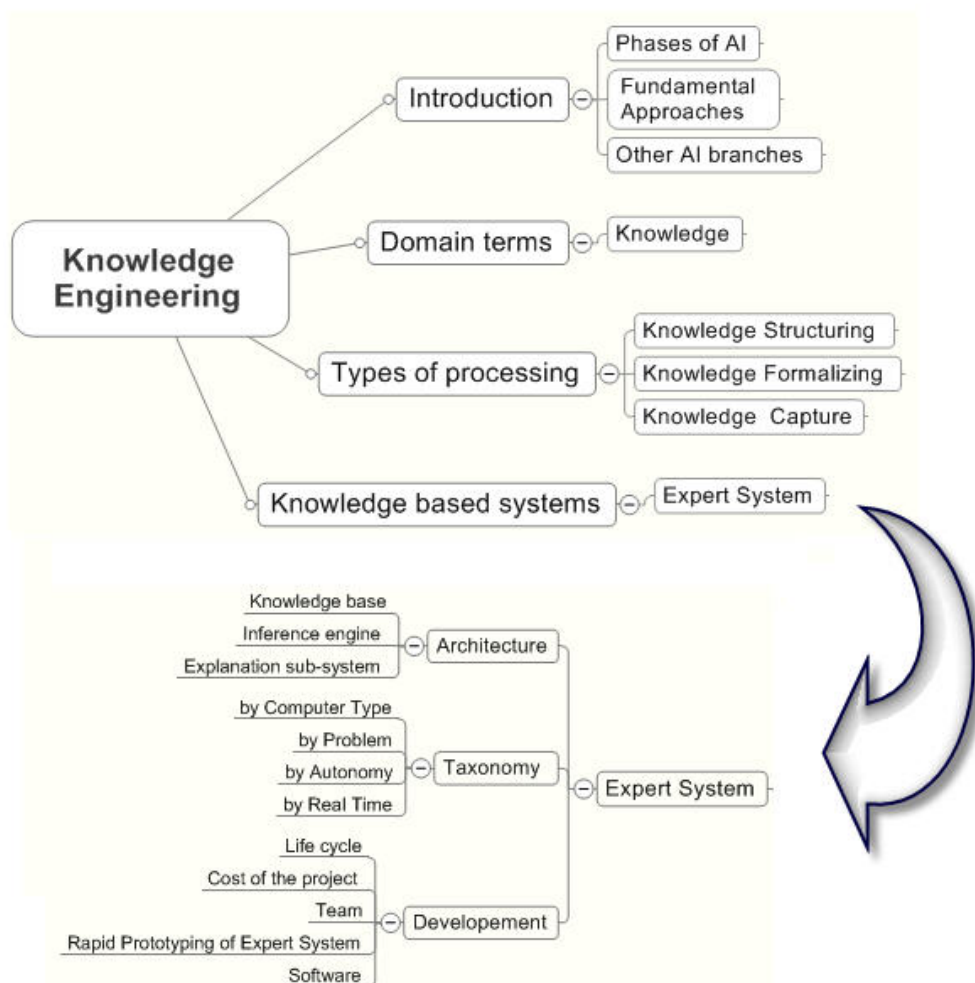 Phases of AI
Introduction
Fundamental
Approaches
Other AI branches
Domain terms
Knowledge
Knowledge
Engineering
Types of processing
Knowledge Structuring
Knowledge Formalizing
Knowledge Capture
Knowledge based systems
Expert System
Knowledge base
Inference engine
Explanation sub-system
Architecture
by Computer Type
by Problem
by Autonomy
by Real Time
Taxonomy
Expert System
Life cycle
Cost of the project
Team
Rapid Prototyping of Expert System
Software
Developement